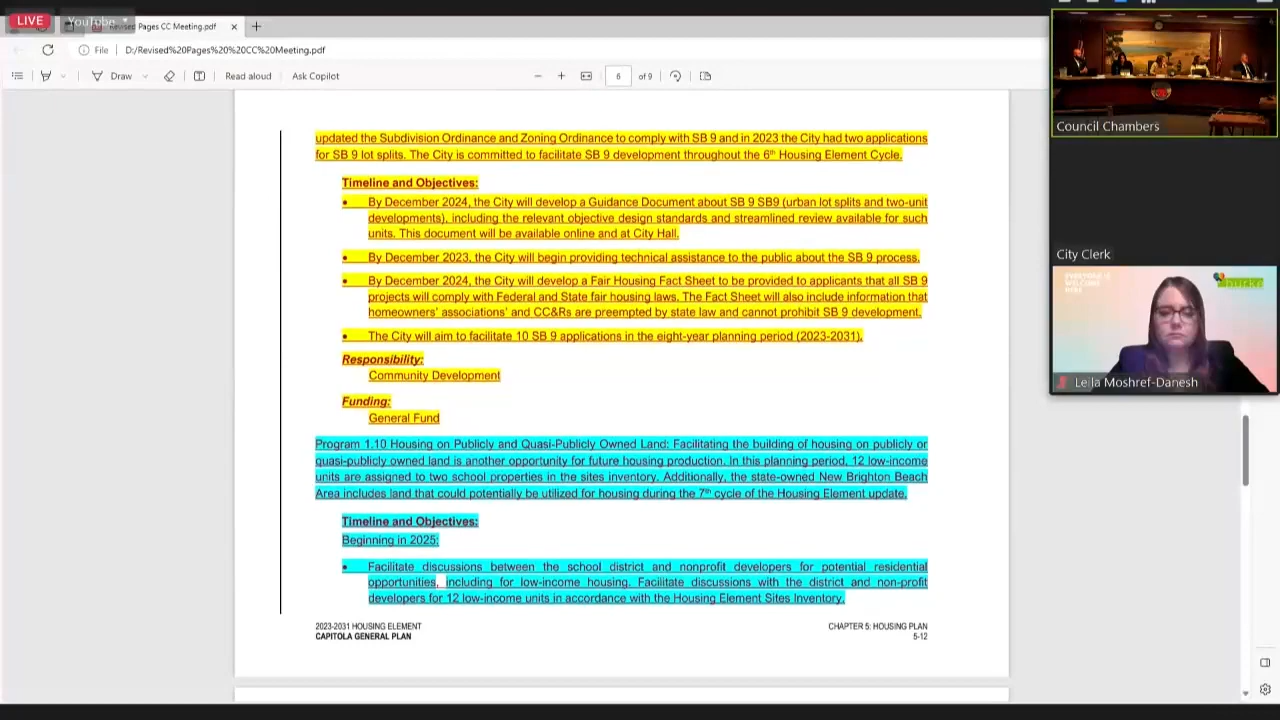 LIVE
YouTube
Revised Pages CC Meeting.pdf
File
D:/Revised%20Pages%20%20CC%20Meeting.pdf
Draw
Read aloud
Ask Copilot
6
of 9
updated the Subdivision Ordinance and Zoning Ordinance to comply with SB 9 and in 2023 the City had two applications
for SB 9 lot splits. The City is committed to facilitate SB 9 development throughout the 6th Housing Element Cycle.
Timeline and Objectives:
• By December 2024, the City will develop a Guidance Document about SB 9 SB9 (urban lot splits and two-unit
developments), including the relevant objective design standards and streamlined review available for such
units. This document will be available online and at City Hall.
• By December 2023, the City will begin providing technical assistance to the public about the SB 9 process.
• By December 2024, the City will develop a Fair Housing Fact Sheet to be provided to applicants that all SB 9
projects will comply with Federal and State fair housing laws. The Fact Sheet will also include information that
homeowners' associations' and CC&Rs are preempted by state law and cannot prohibit SB 9 development.
• The City will aim to facilitate 10 SB 9 applications in the eight-year planning period (2023-2031).
Responsibility:
Community Development
Funding:
General Fund
Program 1.10 Housing on Publicly and Quasi-Publicly Owned Land: Facilitating the building of housing on publicly or
quasi-publicly owned land is another opportunity for future housing production. In this planning period, 12 low-income
units are assigned to two school properties in the sites inventory. Additionally, the state-owned New Brighton Beach
Area includes land that could potentially be utilized for housing during the 7th cycle of the Housing Element update.
Timeline and Objectives:
Beginning in 2025:
• Facilitate discussions between the school district and nonprofit developers for potential residential
opportunities, including for low-income housing. Facilitate discussions with the district and non-profit
developers for 12 low-income units in accordance with the Housing Element Sites Inventory.
2023-2031 HOUSING ELEMENT
CAPITOLA GENERAL PLAN
CHAPTER 5: HOUSING PLAN
5-12
Council Chambers
City Clerk
EVERYONE IS
WELCOME
HERE
burke
Leila Moshref-Danesh